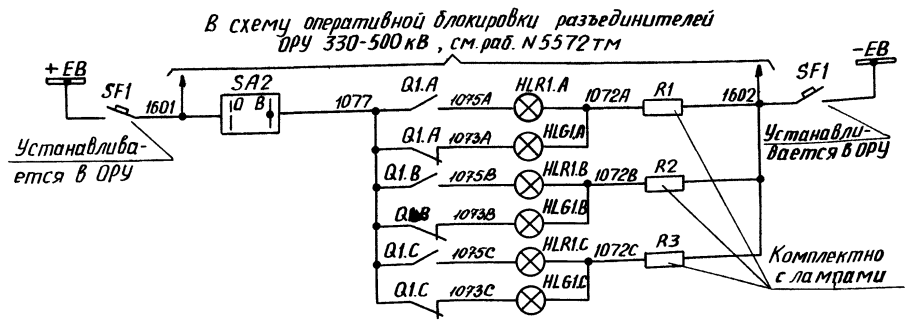 В схему оперативной блокировки разъединителей
ОРУ 330-500 кВ, см. раб. N 5572 тм
+ЕВ
-ЕВ
SF1
SF1
1601
SA2
О В
1077
Q1.A
1075A
HLR1.A
1072A
R1
1602
Устанавлива-
ется в ОРУ
Устанавли-
вается в ОРУ
Q1.A
1073A
HLG1.A
Q1.B
1075B
HLR1.B
1072B
R2
Q1.B
1073B
HLG1.B
Q1.C
1075C
HLR1.C
1072C
R3
Комплектно
с лампами
Q1.C
1073C
HLG1.C